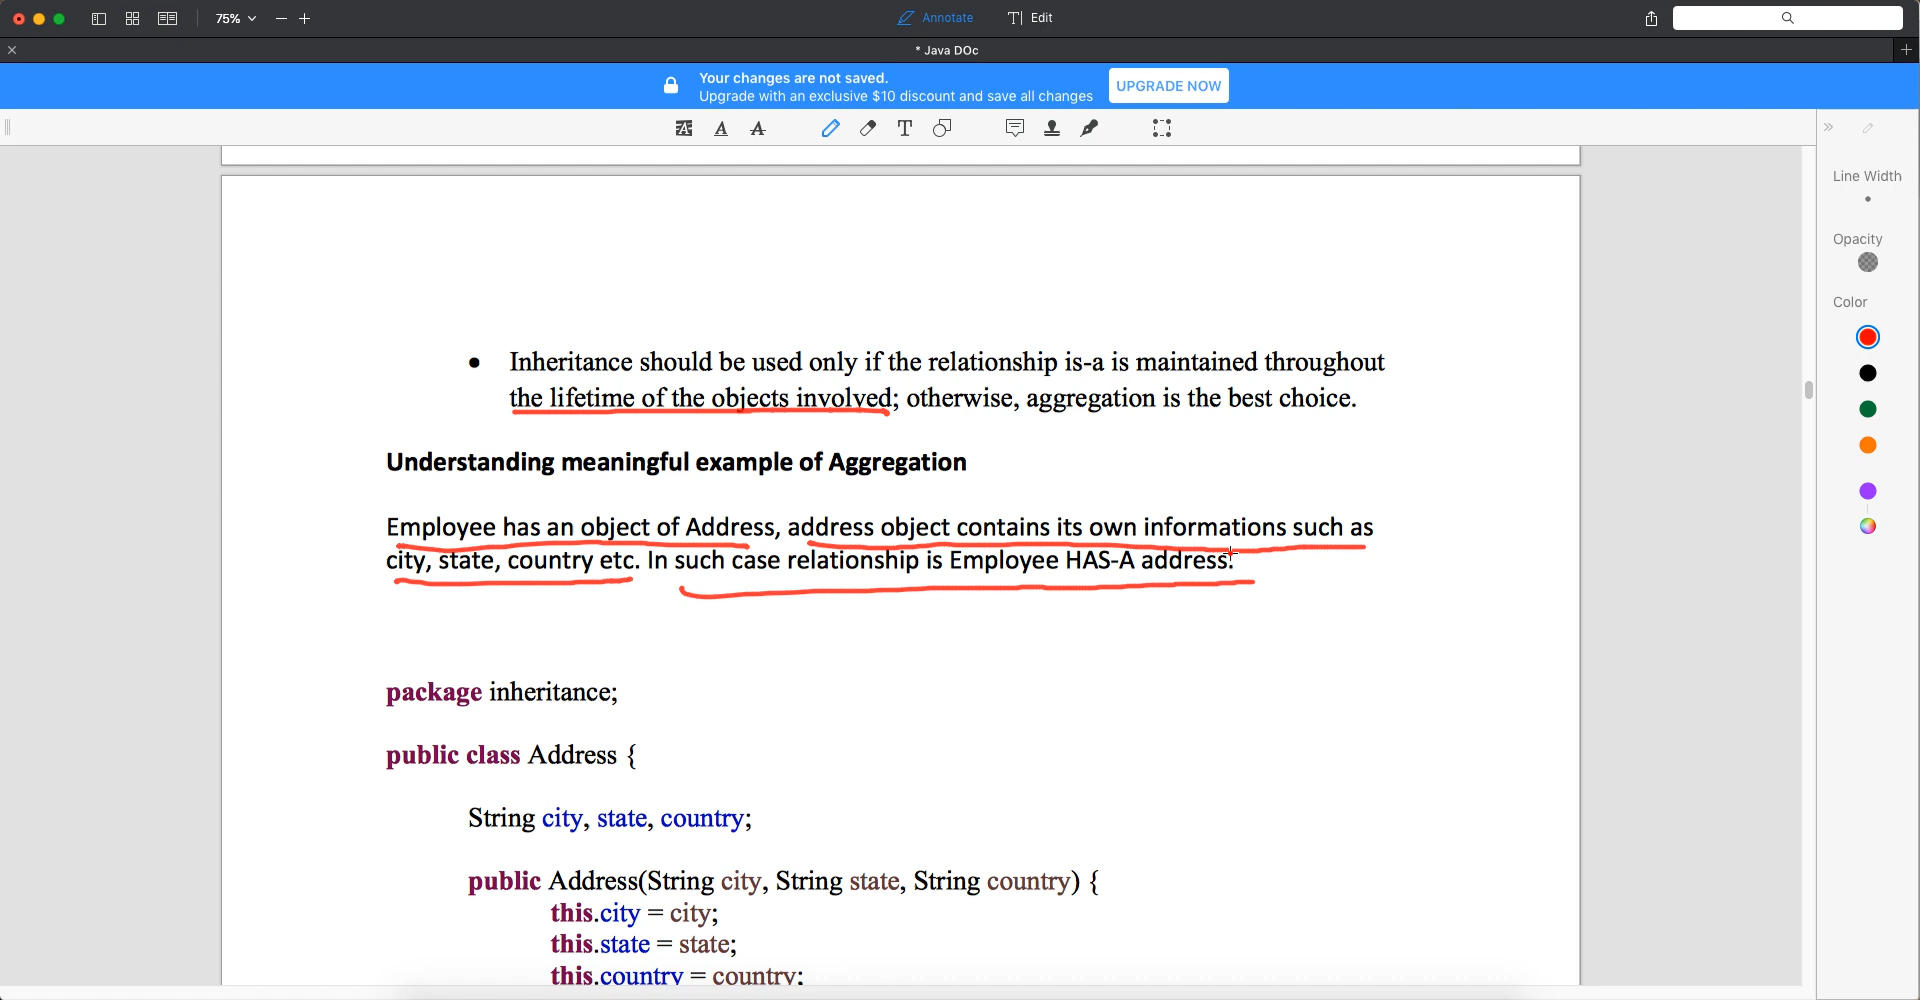 75%
Annotate
Edit
* Java DOc
Your changes are not saved.
Upgrade with an exclusive $10 discount and save all changes
UPGRADE NOW
Line Width
Opacity
Color
• Inheritance should be used only if the relationship is-a is maintained throughout
the lifetime of the objects involved; otherwise, aggregation is the best choice.
Understanding meaningful example of Aggregation
Employee has an object of Address, address object contains its own informations such as
city, state, country etc. In such case relationship is Employee HAS-A address.
package inheritance;
public class Address {
String city, state, country;
public Address(String city, String state, String country) {
this.city = city;
this.state = state;
this.country = country;